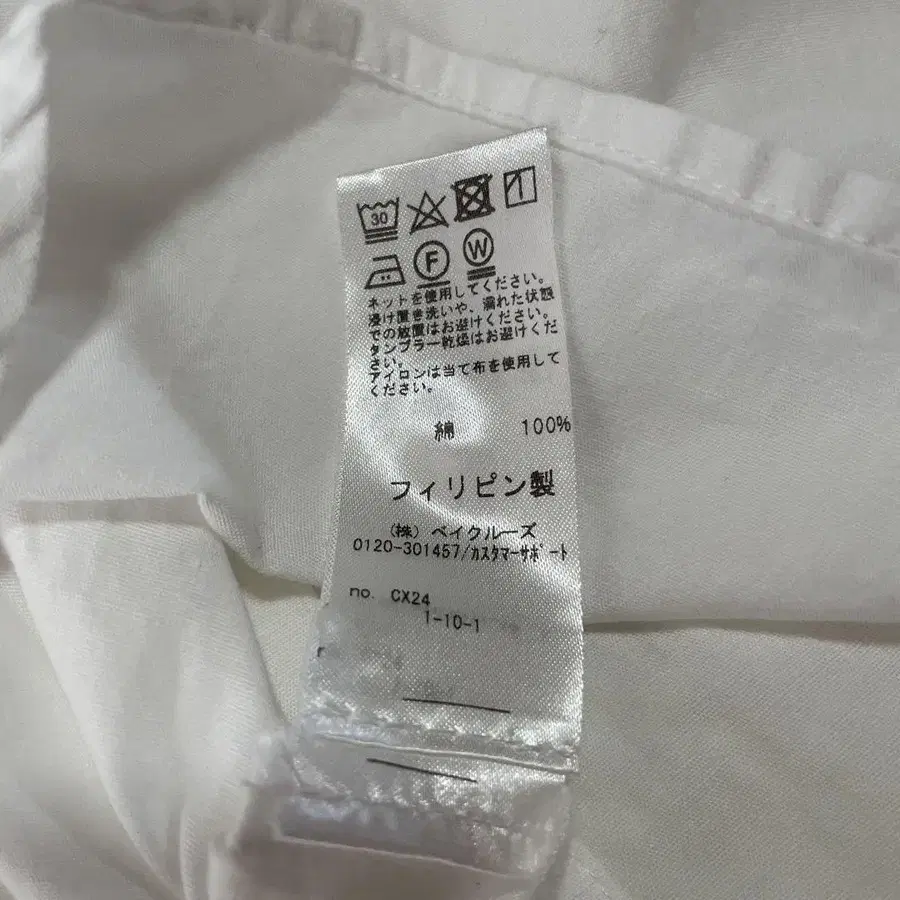 30
F W
ネットを使用してください。
浸け置き洗いや、濡れた状態
での放置はお避けください。
タンブラー乾燥はお避けくだ
さい。
アイロンは当て布を使用して
ください。
綿 100%
フィリピン製
(株) ベイクルーズ
0120-301457/カスタマーサポート
no. CX24
1-10-1